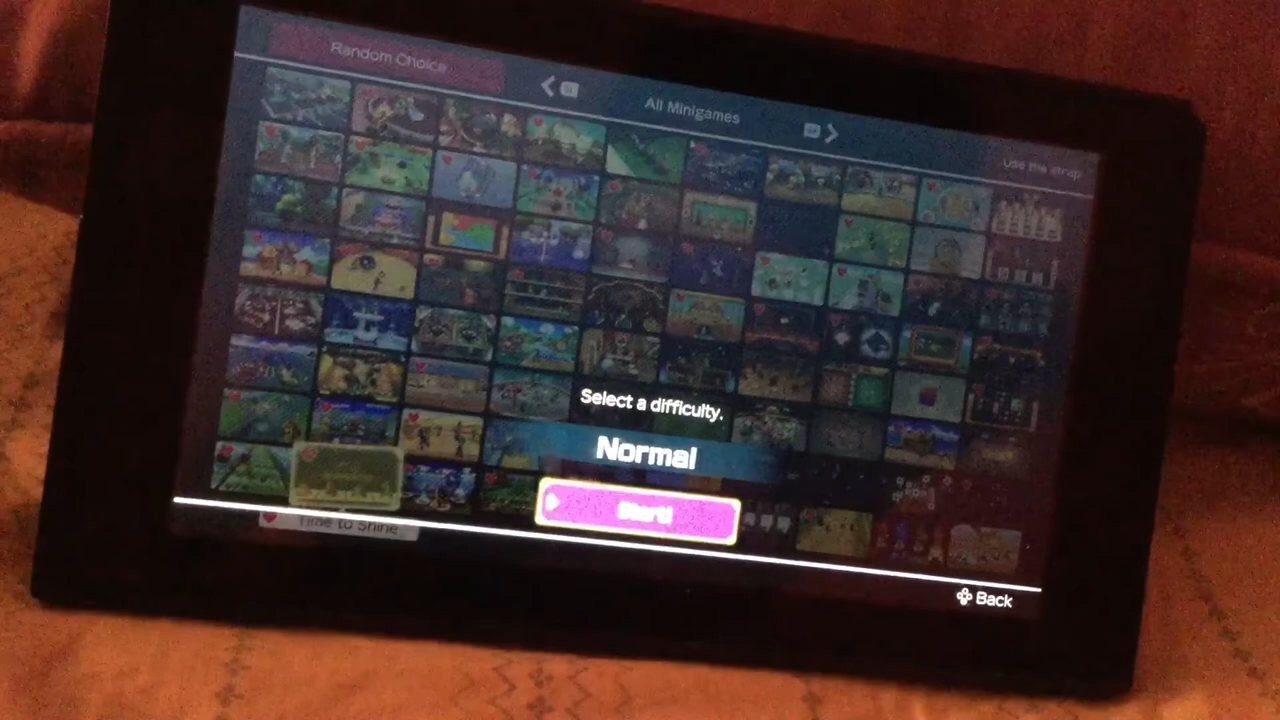 Random Choice
All Minigames
Use the strap
Select a difficulty.
Normal
Start!
Time to Shine
Back